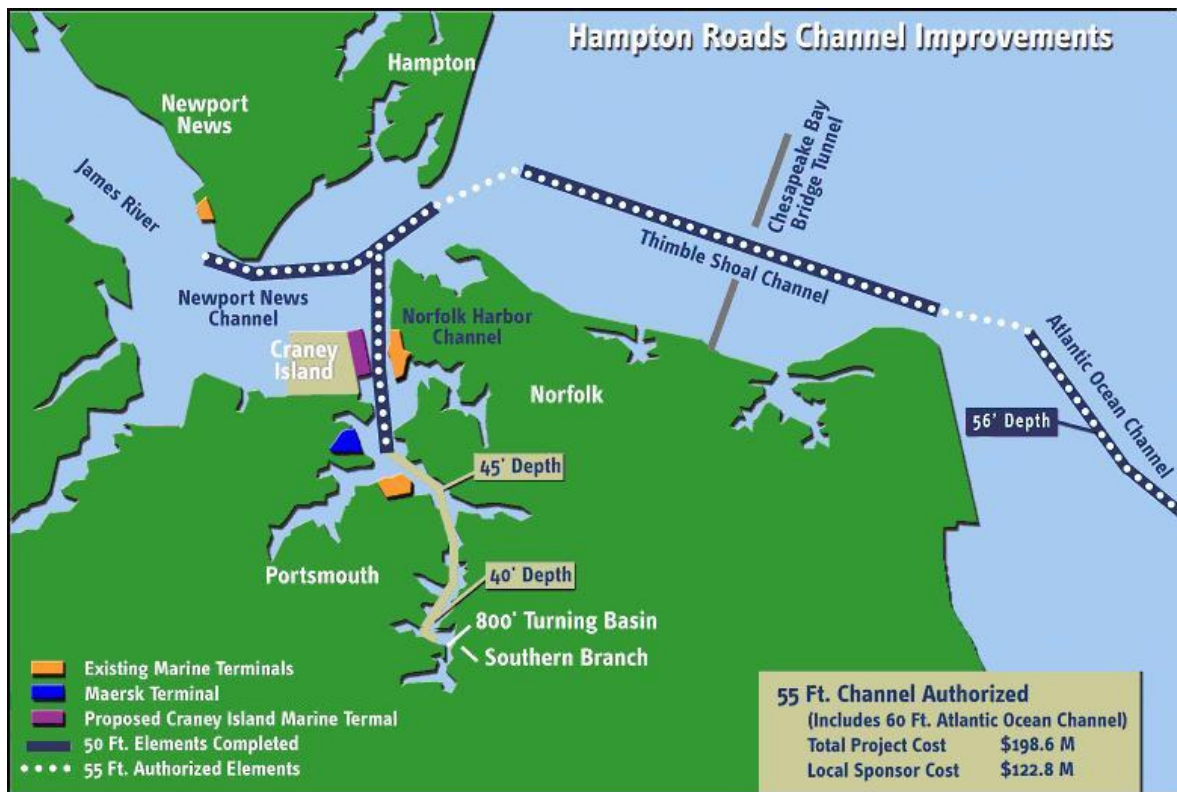 Hampton Roads Channel Improvements
Hampton
Newport
News
James River
Chesapeake Bay
Bridge Tunnel
Thimble Shoal Channel
Newport News
Channel
Norfolk Harbor
Channel
Craney
Island
Norfolk
Atlantic Ocean Channel
56' Depth
45' Depth
Portsmouth
40' Depth
800' Turning Basin
Southern Branch
Existing Marine Terminals
Maersk Terminal
Proposed Craney Island Marine Termal
50 Ft. Elements Completed
55 Ft. Authorized Elements
55 Ft. Channel Authorized
(Includes 60 Ft. Atlantic Ocean Channel)
Total Project Cost $198.6 M
Local Sponsor Cost $122.8 M